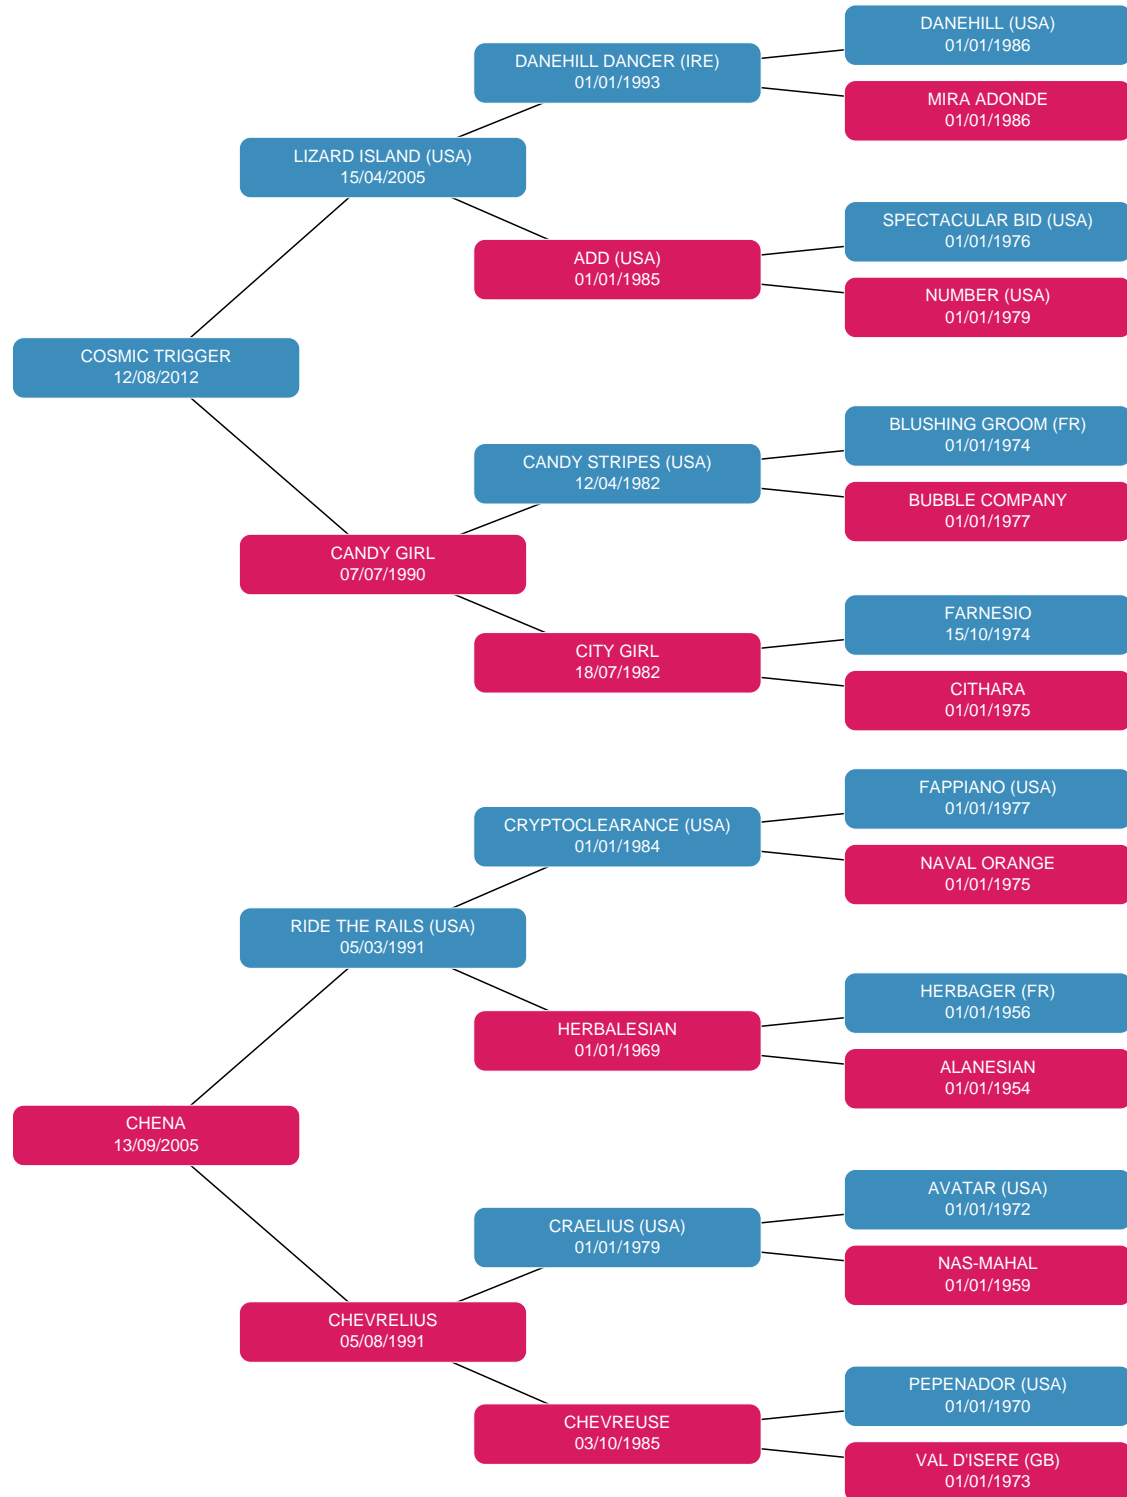 DANEHILL (USA)
01/01/1986
DANEHILL DANCER (IRE)
01/01/1993
MIRA ADONDE
01/01/1986
LIZARD ISLAND (USA)
15/04/2005
SPECTACULAR BID (USA)
01/01/1976
ADD (USA)
01/01/1985
NUMBER (USA)
01/01/1979
COSMIC TRIGGER
12/08/2012
BLUSHING GROOM (FR)
01/01/1974
CANDY STRIPES (USA)
12/04/1982
BUBBLE COMPANY
01/01/1977
CANDY GIRL
07/07/1990
FARNESIO
15/10/1974
CITY GIRL
18/07/1982
CITHARA
01/01/1975
FAPPIANO (USA)
01/01/1977
CRYPTOCLEARANCE (USA)
01/01/1984
NAVAL ORANGE
01/01/1975
RIDE THE RAILS (USA)
05/03/1991
HERBAGER (FR)
01/01/1956
HERBALESIAN
01/01/1969
ALANESIAN
01/01/1954
CHENA
13/09/2005
AVATAR (USA)
01/01/1972
CRAELIUS (USA)
01/01/1979
NAS-MAHAL
01/01/1959
CHEVRELIUS
05/08/1991
PEPENADOR (USA)
01/01/1970
CHEVREUSE
03/10/1985
VAL D'ISERE (GB)
01/01/1973